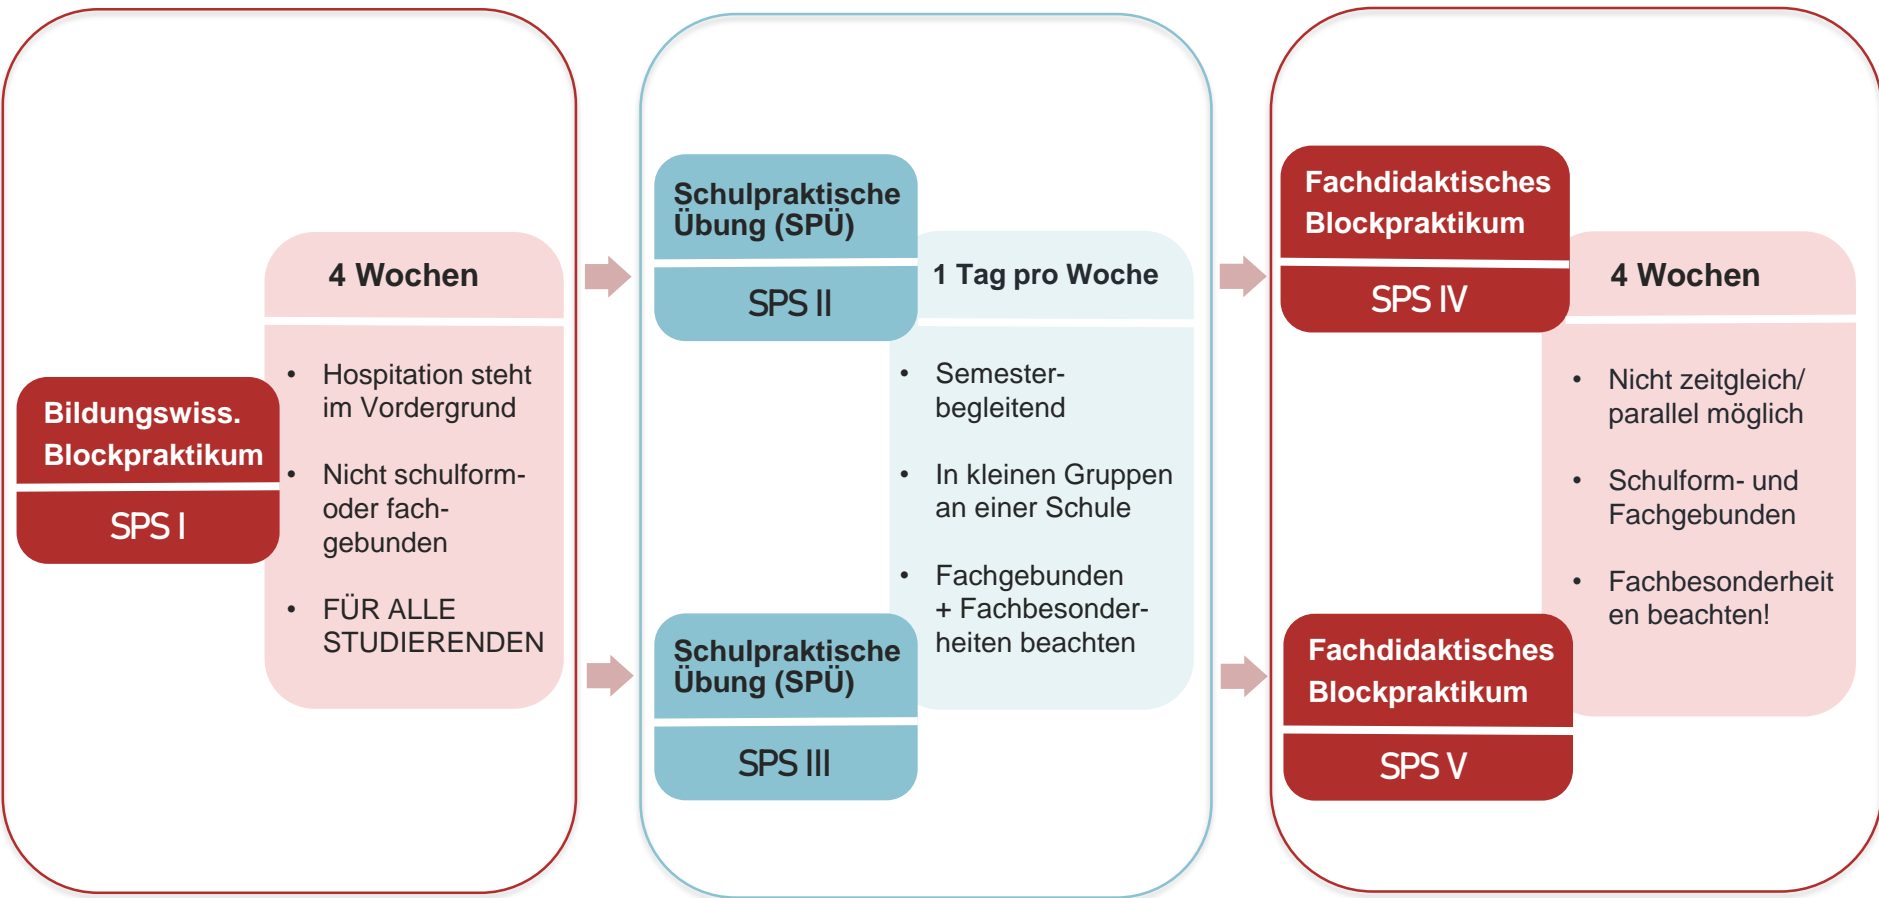 Bildungswiss.
Blockpraktikum
SPS I
4 Wochen
• Hospitation steht
im Vordergrund
• Nicht schulform-
oder fach-
gebunden
• FÜR ALLE
STUDIERENDEN
Schulpraktische
Übung (SPÜ)
SPS II
1 Tag pro Woche
• Semester-
begleitend
• In kleinen Gruppen
an einer Schule
• Fachgebunden
+ Fachbesonder-
heiten beachten
Schulpraktische
Übung (SPÜ)
SPS III
Fachdidaktisches
Blockpraktikum
SPS IV
4 Wochen
• Nicht zeitgleich/
parallel möglich
• Schulform- und
Fachgebunden
• Fachbesonderheit
en beachten!
Fachdidaktisches
Blockpraktikum
SPS V